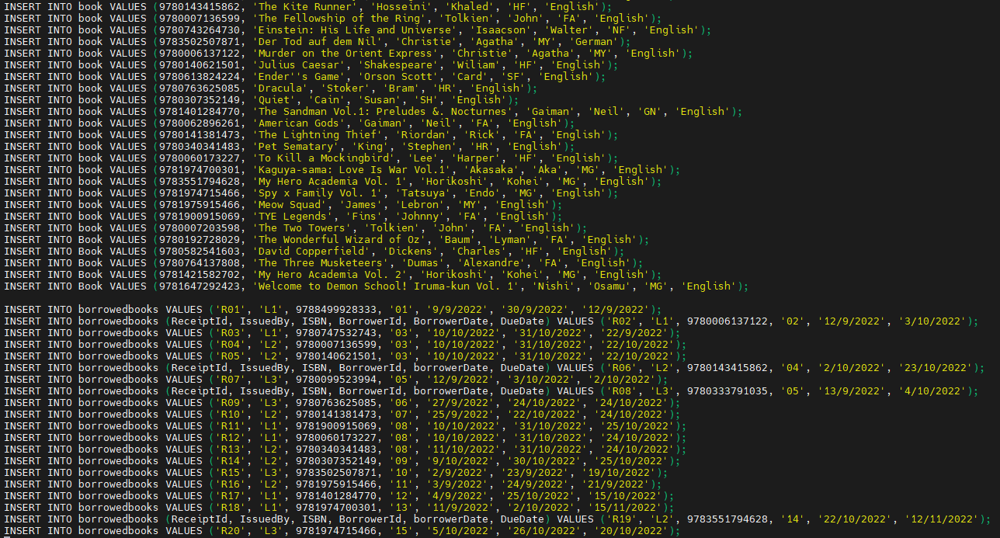 INSERT INTO book VALUES (9780143415862, 'The Kite Runner', 'Hosseini', 'Khaled', 'HF', 'English');
INSERT INTO book VALUES (9780007136599, 'The Fellowship of the Ring', 'Tolkien', 'John', 'FA', 'English');
INSERT INTO book VALUES (9780743264730, 'Einstein: His Life and Universe', 'Isaacson', 'Walter', 'NF', 'English');
INSERT INTO book VALUES (9783502507871, 'Der Tod auf dem Nil', 'Christie', 'Agatha', 'MY', 'German');
INSERT INTO book VALUES (9780006137122, 'Murder on the Orient Express', 'Christie', 'Agatha', 'MY', 'English');
INSERT INTO book VALUES (9780140621501, 'Julius Caesar', 'Shakespeare', 'Wiliam', 'HF', 'English');
INSERT INTO book VALUES (9780613824224, 'Ender''s Game', 'Orson Scott', 'Card', 'SF', 'English');
INSERT INTO book VALUES (9780763625085, 'Dracula', 'Stoker', 'Bram', 'HR', 'English');
INSERT INTO book VALUES (9780307352149, 'Quiet', 'Cain', 'Susan', 'SH', 'English');
INSERT INTO book VALUES (9781401284770, 'The Sandman Vol.1: Preludes &. Nocturnes', 'Gaiman', 'Neil', 'GN', 'English');
INSERT INTO book VALUES (9780062896261, 'American Gods', 'Gaiman', 'Neil', 'FA', 'English');
INSERT INTO book VALUES (9780141381473, 'The Lightning Thief', 'Riordan', 'Rick', 'FA', 'English');
INSERT INTO book VALUES (9780340341483, 'Pet Sematary', 'King', 'Stephen', 'HR', 'English');
INSERT INTO book VALUES (9780060173227, 'To Kill a Mockingbird', 'Lee', 'Harper', 'HF', 'English');
INSERT INTO book VALUES (9781974700301, 'Kaguya-sama: Love Is War Vol.1', 'Akasaka', 'Aka', 'MG', 'English');
INSERT INTO book VALUES (9783551794628, 'My Hero Academia Vol. 1', 'Horikoshi', 'Kohei', 'MG', 'English');
INSERT INTO book VALUES (9781974715466, 'Spy x Family Vol. 1', 'Tatsuya', 'Endo', 'MG', 'English');
INSERT INTO book VALUES (9781975915466, 'Meow Squad', 'James', 'Lebron', 'MY', 'English');
INSERT INTO book VALUES (9781900915069, 'TYE Legends', 'Fins', 'Johnny', 'FA', 'English');
INSERT INTO book VALUES (9780007203598, 'The Two Towers', 'Tolkien', 'John', 'FA', 'English');
INSERT INTO book VALUES (9780192728029, 'The Wonderful Wizard of Oz', 'Baum', 'Lyman', 'FA', 'English');
INSERT INTO book VALUES (9780582541603, 'David Copperfield', 'Dickens', 'Charles', 'HF', 'English');
INSERT INTO Book VALUES (9780764137808, 'The Three Musketeers', 'Dumas', 'Alexandre', 'FA', 'English');
INSERT INTO Book VALUES (9781421582702, 'My Hero Academia Vol. 2', 'Horikoshi', 'Kohei', 'MG', 'English');
INSERT INTO Book VALUES (9781647292423, 'Welcome to Demon School! Iruma-kun Vol. 1', 'Nishi', 'Osamu', 'MG', 'English');
INSERT INTO borrowedbooks VALUES ('R01', 'L1', 9788499928333, '01', '9/9/2022', '30/9/2022', '12/9/2022');
INSERT INTO borrowedbooks (ReceiptId, IssuedBy, ISBN, BorrowerId, BorrowerDate, DueDate) VALUES ('R02', 'L1', 9780006137122, '02', '12/9/2022', '3/10/2022');
INSERT INTO borrowedbooks VALUES ('R03', 'L1', 9780747532743, '03', '10/10/2022', '31/10/2022', '22/9/2022');
INSERT INTO borrowedbooks VALUES ('R04', 'L2', 9780007136599, '03', '10/10/2022', '31/10/2022', '22/10/2022');
INSERT INTO borrowedbooks VALUES ('R05', 'L2', 9780140621501, '03', '10/10/2022', '31/10/2022', '22/10/2022');
INSERT INTO borrowedbooks (ReceiptId, IssuedBy, ISBN, BorrowerId, borrowerDate, DueDate) VALUES ('R06', 'L2', 9780143415862, '04', '2/10/2022', '23/10/2022');
INSERT INTO borrowedbooks VALUES ('R07', 'L3', 9780099523994, '05', '12/9/2022', '3/10/2022', '2/10/2022');
INSERT INTO borrowedbooks (ReceiptId, IssuedBy, ISBN, BorrowerId, borrowerDate, DueDate) VALUES ('R08', 'L3', 9780333791035, '05', '13/9/2022', '4/10/2022');
INSERT INTO borrowedbooks VALUES ('R09', 'L3', 9780763625085, '06', '27/9/2022', '24/10/2022', '24/10/2022');
INSERT INTO borrowedbooks VALUES ('R10', 'L2', 9780141381473, '07', '25/9/2022', '22/10/2022', '24/10/2022');
INSERT INTO borrowedbooks VALUES ('R11', 'L1', 9781900915069, '08', '10/10/2022', '31/10/2022', '25/10/2022');
INSERT INTO borrowedbooks VALUES ('R12', 'L1', 9780060173227, '08', '10/10/2022', '31/10/2022', '24/10/2022');
INSERT INTO borrowedbooks VALUES ('R13', 'L2', 9780340341483, '08', '11/10/2022', '31/10/2022', '24/10/2022');
INSERT INTO borrowedbooks VALUES ('R14', 'L2', 9780307352149, '09', '9/10/2022', '30/10/2022', '25/10/2022');
INSERT INTO borrowedbooks VALUES ('R15', 'L3', 9783502507871, '10', '2/9/2022', '23/9/2022', '19/10/2022');
INSERT INTO borrowedbooks VALUES ('R16', 'L2', 9781975915466, '11', '3/9/2022', '24/9/2022', '21/9/2022');
INSERT INTO borrowedbooks VALUES ('R17', 'L1', 9781401284770, '12', '4/9/2022', '25/10/2022', '15/10/2022');
INSERT INTO borrowedbooks VALUES ('R18', 'L1', 9781974700301, '13', '11/9/2022', '2/10/2022', '15/11/2022');
INSERT INTO borrowedbooks (ReceiptId, IssuedBy, ISBN, BorrowerId, borrowerDate, DueDate) VALUES ('R19', 'L2', 9783551794628, '14', '22/10/2022', '12/11/2022');
INSERT INTO borrowedbooks VALUES ('R20', 'L3', 9781974715466, '15', '5/10/2022', '26/10/2022', '20/10/2022');